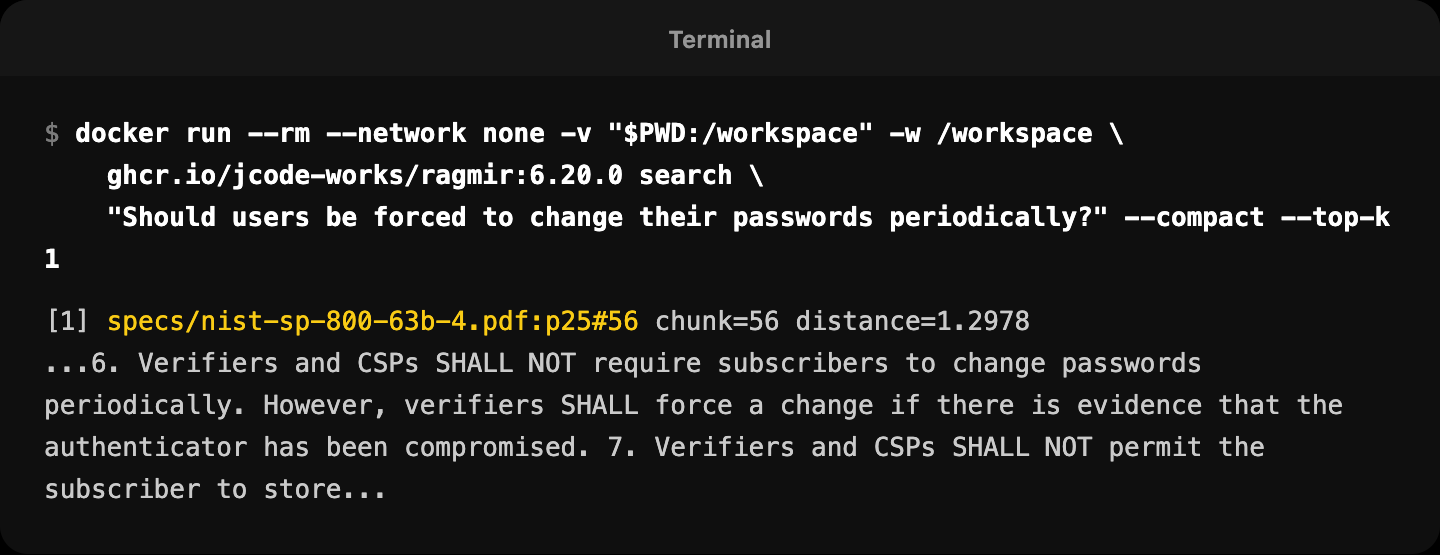 Terminal
$ docker run --rm --network none -v "$PWD:/workspace" -w /workspace \
ghcr.io/jcode-works/ragmir:6.20.0 search \
"Should users be forced to change their passwords periodically?" --compact --top-k
1
[1] specs/nist-sp-800-63b-4.pdf:p25#56 chunk=56 distance=1.2978
...6. Verifiers and CSPs SHALL NOT require subscribers to change passwords
periodically. However, verifiers SHALL force a change if there is evidence that the
authenticator has been compromised. 7. Verifiers and CSPs SHALL NOT permit the
subscriber to store...